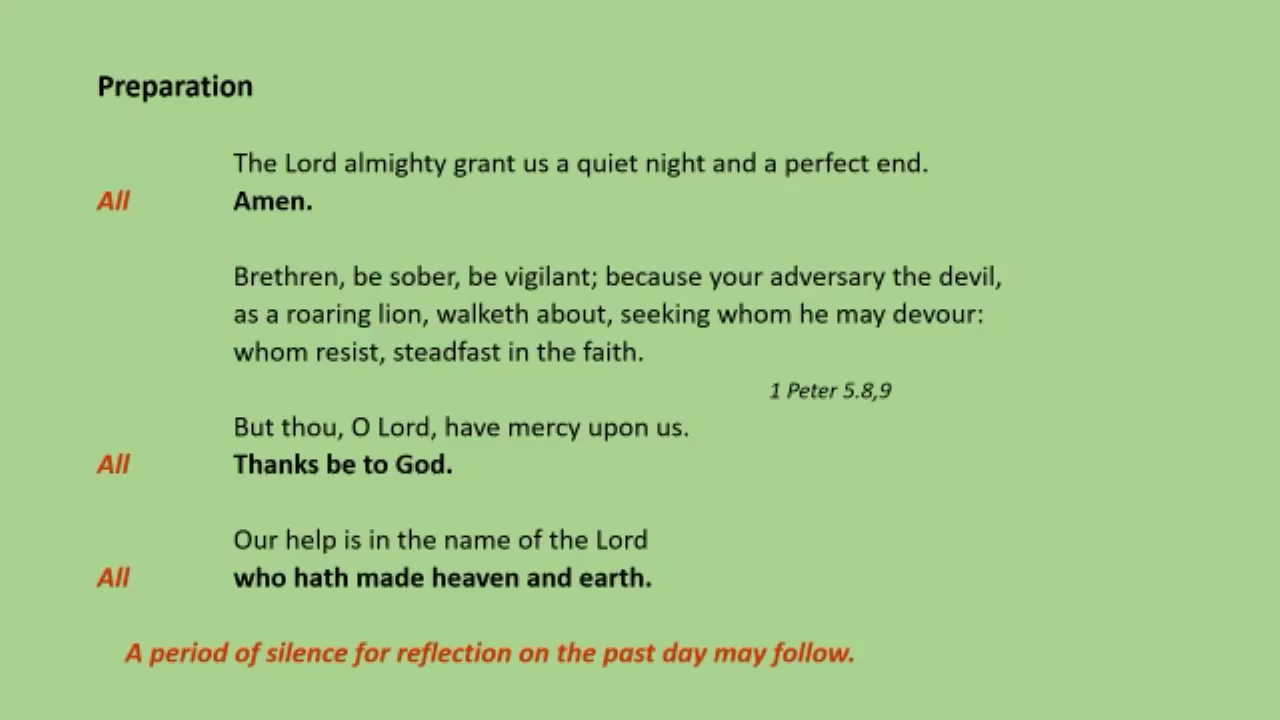 Preparation
The Lord almighty grant us a quiet night and a perfect end.
All Amen.
Brethren, be sober, be vigilant; because your adversary the devil,
as a roaring lion, walketh about, seeking whom he may devour:
whom resist, steadfast in the faith.
1 Peter 5.8,9
But thou, O Lord, have mercy upon us.
All Thanks be to God.
Our help is in the name of the Lord
All who hath made heaven and earth.
A period of silence for reflection on the past day may follow.